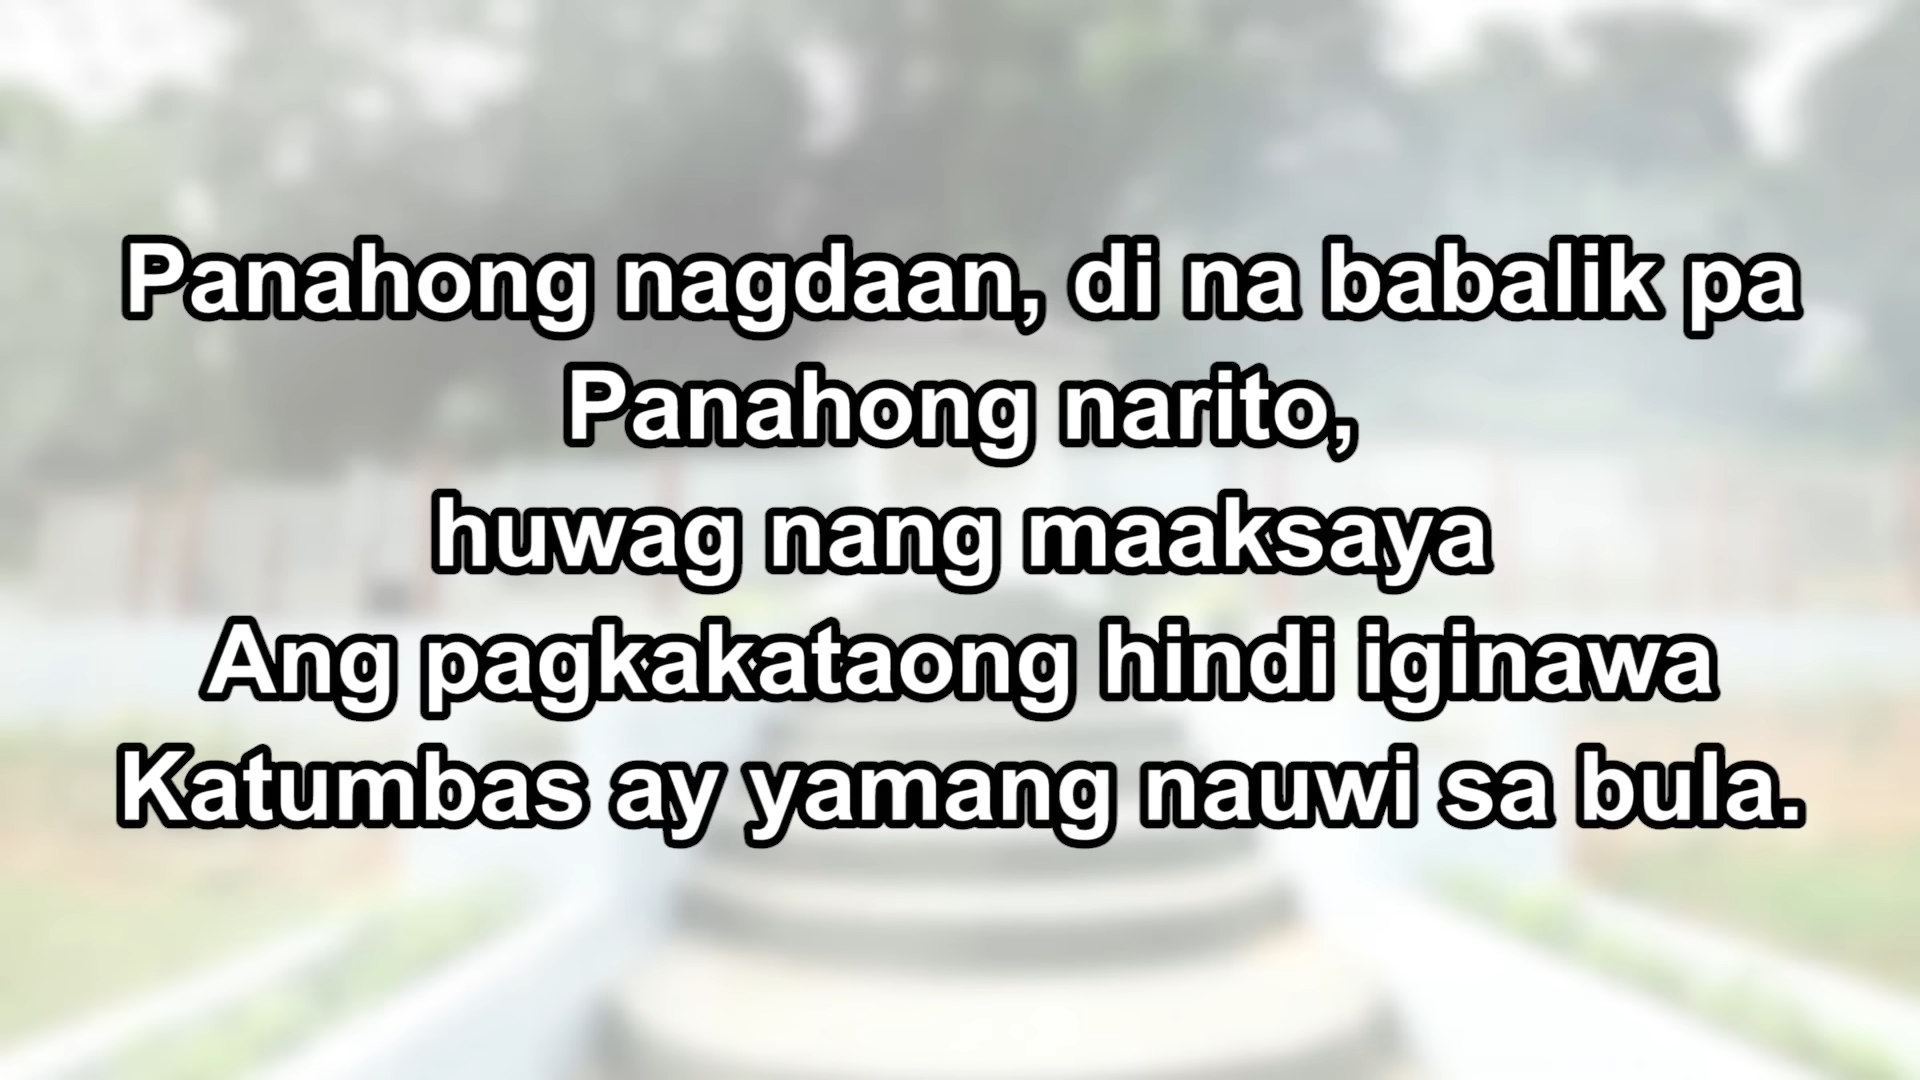 Panahong nagdaan, di na babalik pa
Panahong narito,
huwag nang maaksaya
Ang pagkakataong hindi iginawa
Katumbas ay yamang nauwi sa bula.